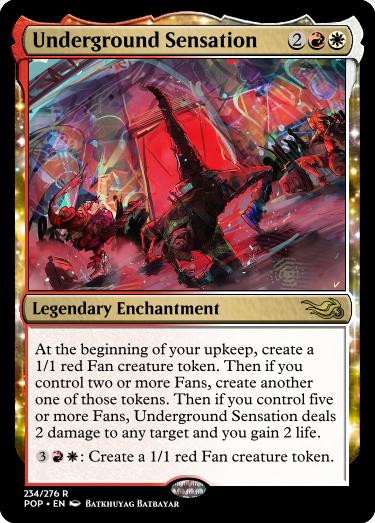 Underground Sensation 2
Legendary Enchantment
At the beginning of your upkeep, create a
1/1 red Fan creature token. Then if you
control two or more Fans, create another
one of those tokens. Then if you control five
or more Fans, Underground Sensation deals
2 damage to any target and you gain 2 life.
3 : Create a 1/1 red Fan creature token.
234/276 R
POP • EN Batkhuyag Batbayar